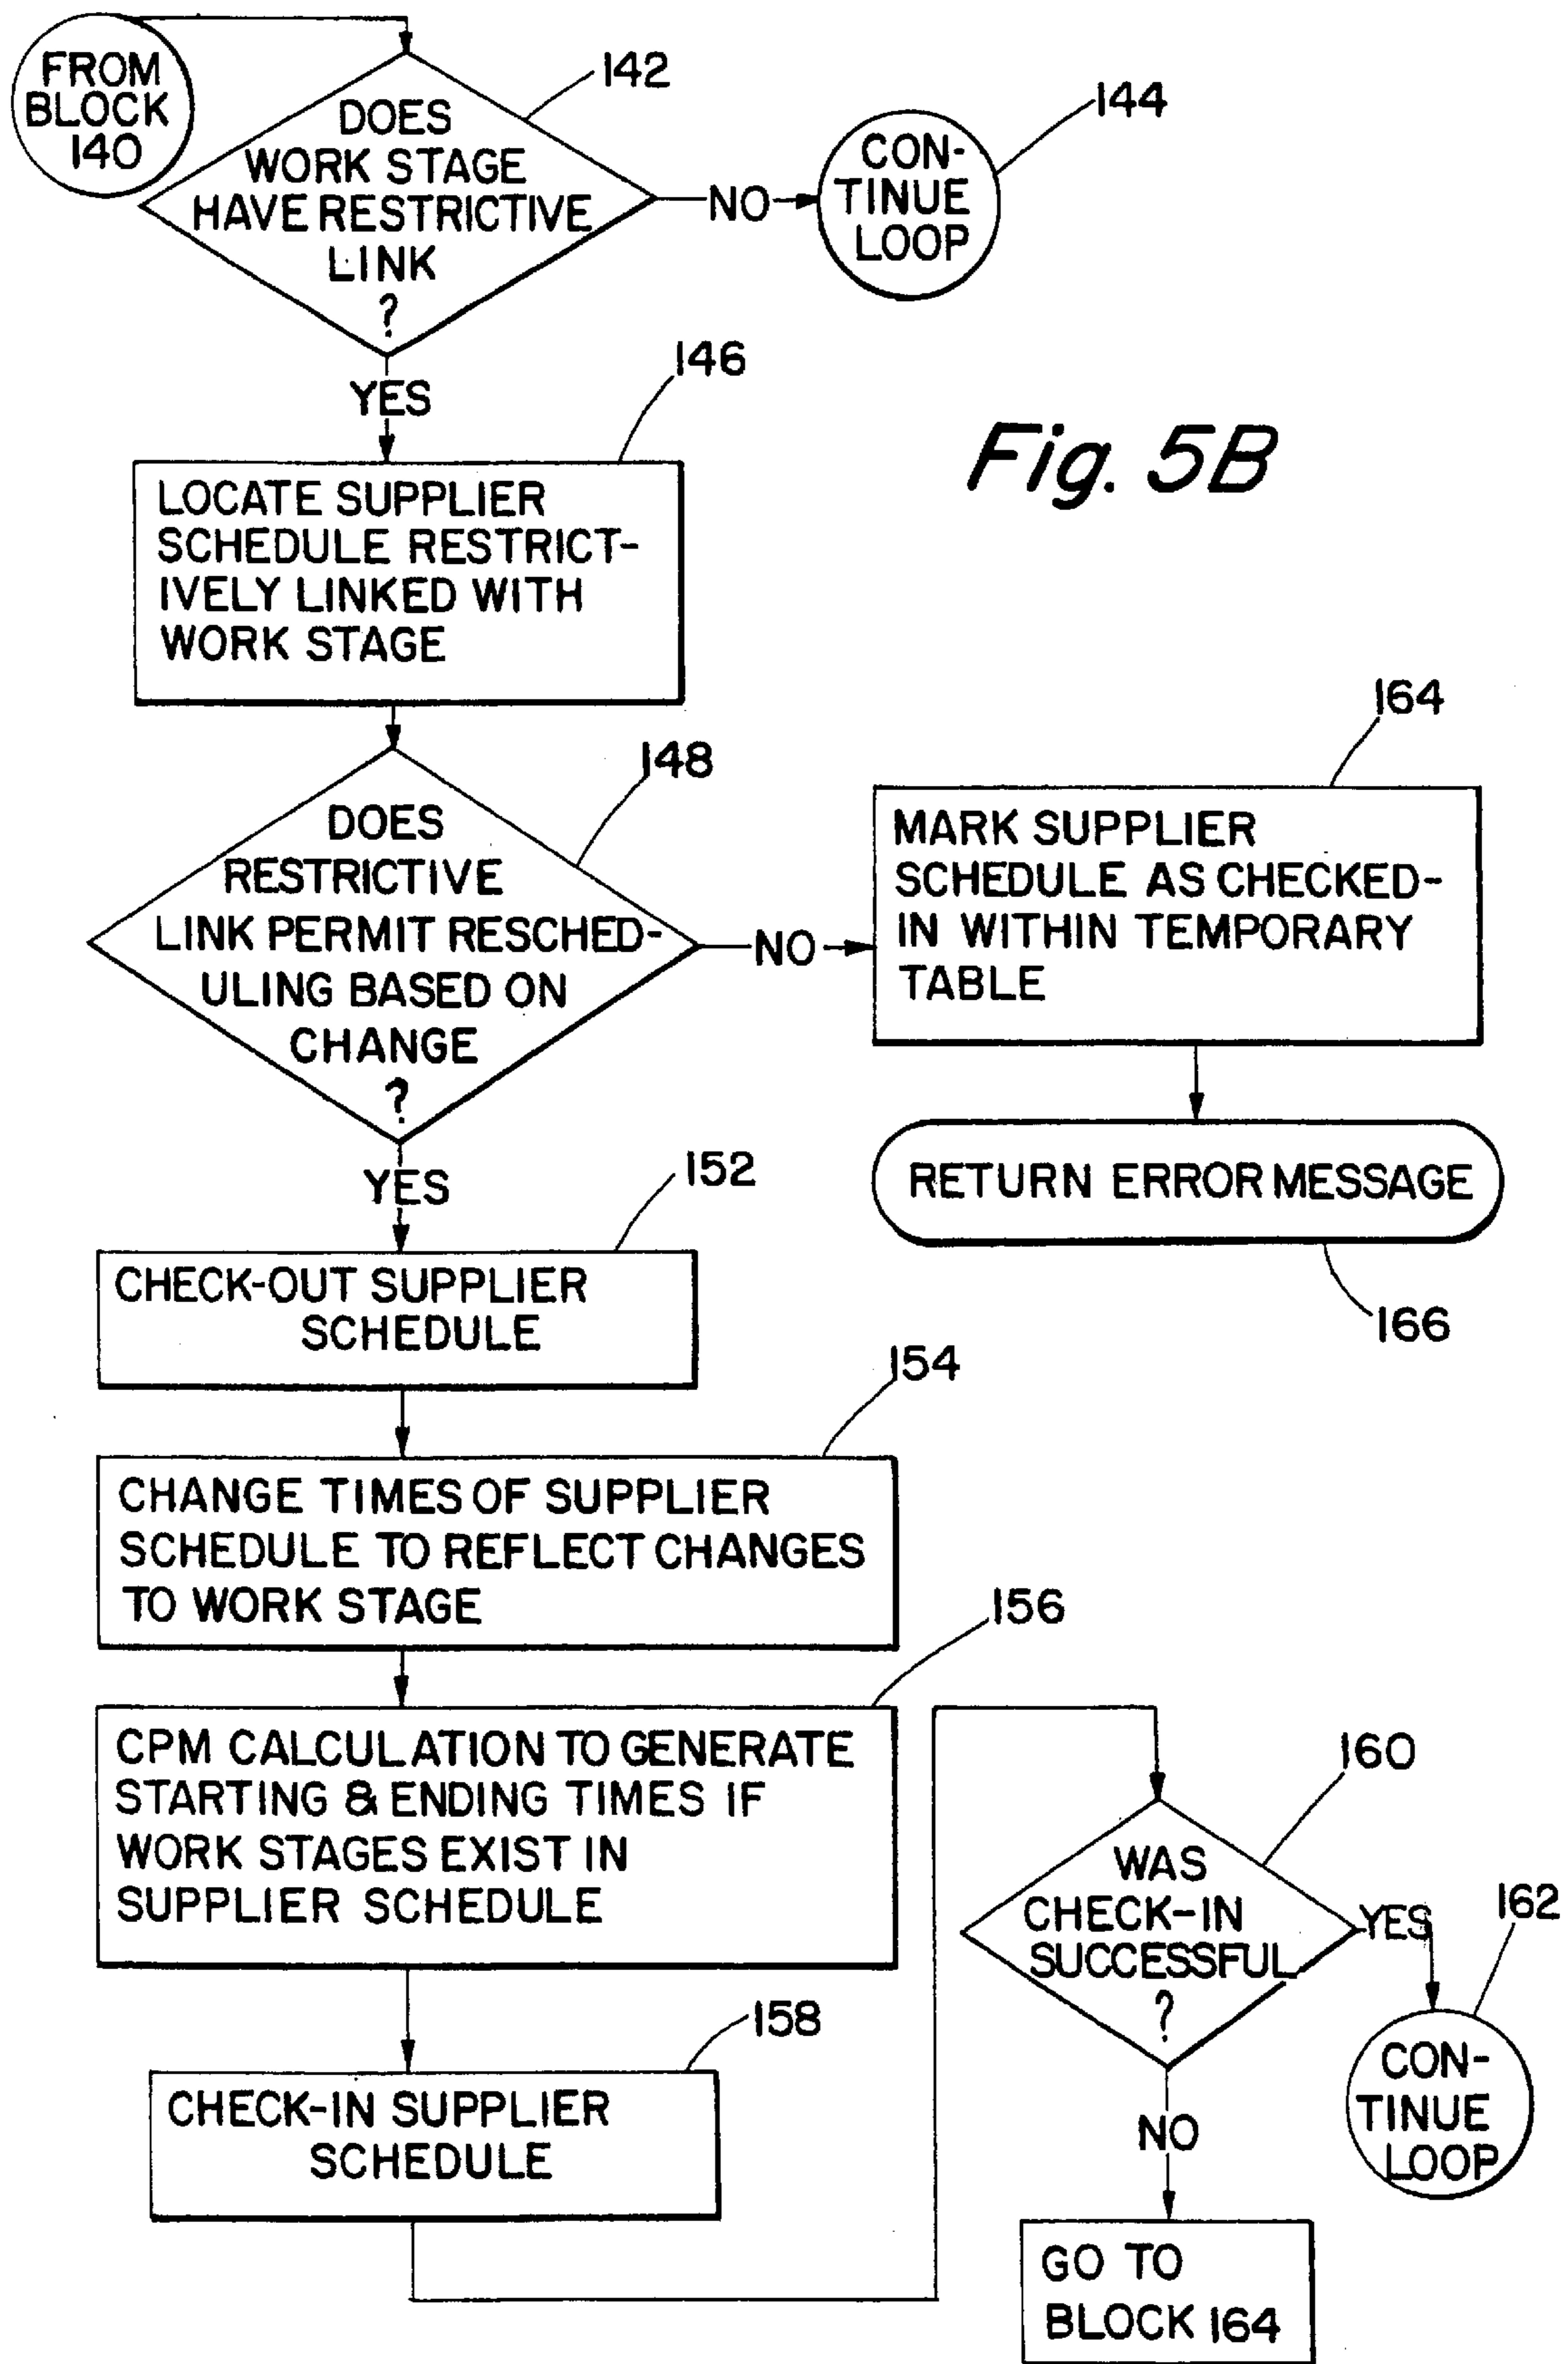 FROM
BLOCK
140
142
DOES
WORK STAGE
HAVE RESTRICTIVE
LINK
?
NO
144
CON-
TINUE
LOOP
YES
146
Fig. 5B
LOCATE SUPPLIER
SCHEDULE RESTRICT-
IVELY LINKED WITH
WORK STAGE
148
DOES
RESTRICTIVE
LINK PERMIT RESCHED-
ULING BASED ON
CHANGE
?
NO
164
MARK SUPPLIER
SCHEDULE AS CHECKED-
IN WITHIN TEMPORARY
TABLE
RETURN ERROR MESSAGE
166
YES
152
CHECK-OUT SUPPLIER
SCHEDULE
154
CHANGE TIMES OF SUPPLIER
SCHEDULE TO REFLECT CHANGES
TO WORK STAGE
156
CPM CALCULATION TO GENERATE
STARTING & ENDING TIMES IF
WORK STAGES EXIST IN
SUPPLIER SCHEDULE
158
CHECK-IN SUPPLIER
SCHEDULE
160
WAS
CHECK-IN
SUCCESSFUL
?
YES
162
CON-
TINUE
LOOP
NO
GO TO
BLOCK 164